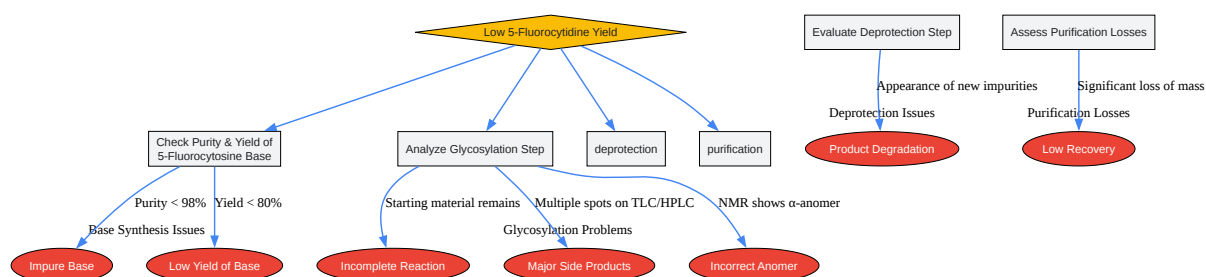 Low 5-Fluorocytidine Yield
Evaluate Deprotection Step
Assess Purification Losses
Appearance of new impurities
Significant loss of mass
Deprotection Issues
Purification Losses
Check Purity & Yield of
5-Fluorocytosine Base
Analyze Glycosylation Step
deprotection
purification
Product Degradation
Low Recovery
Purity < 98%
Yield < 80%
Starting material remains
Multiple spots on TLC/HPLC
NMR shows α-anomer
Base Synthesis Issues
Glycosylation Problems
Impure Base
Low Yield of Base
Incomplete Reaction
Major Side Products
Incorrect Anomer